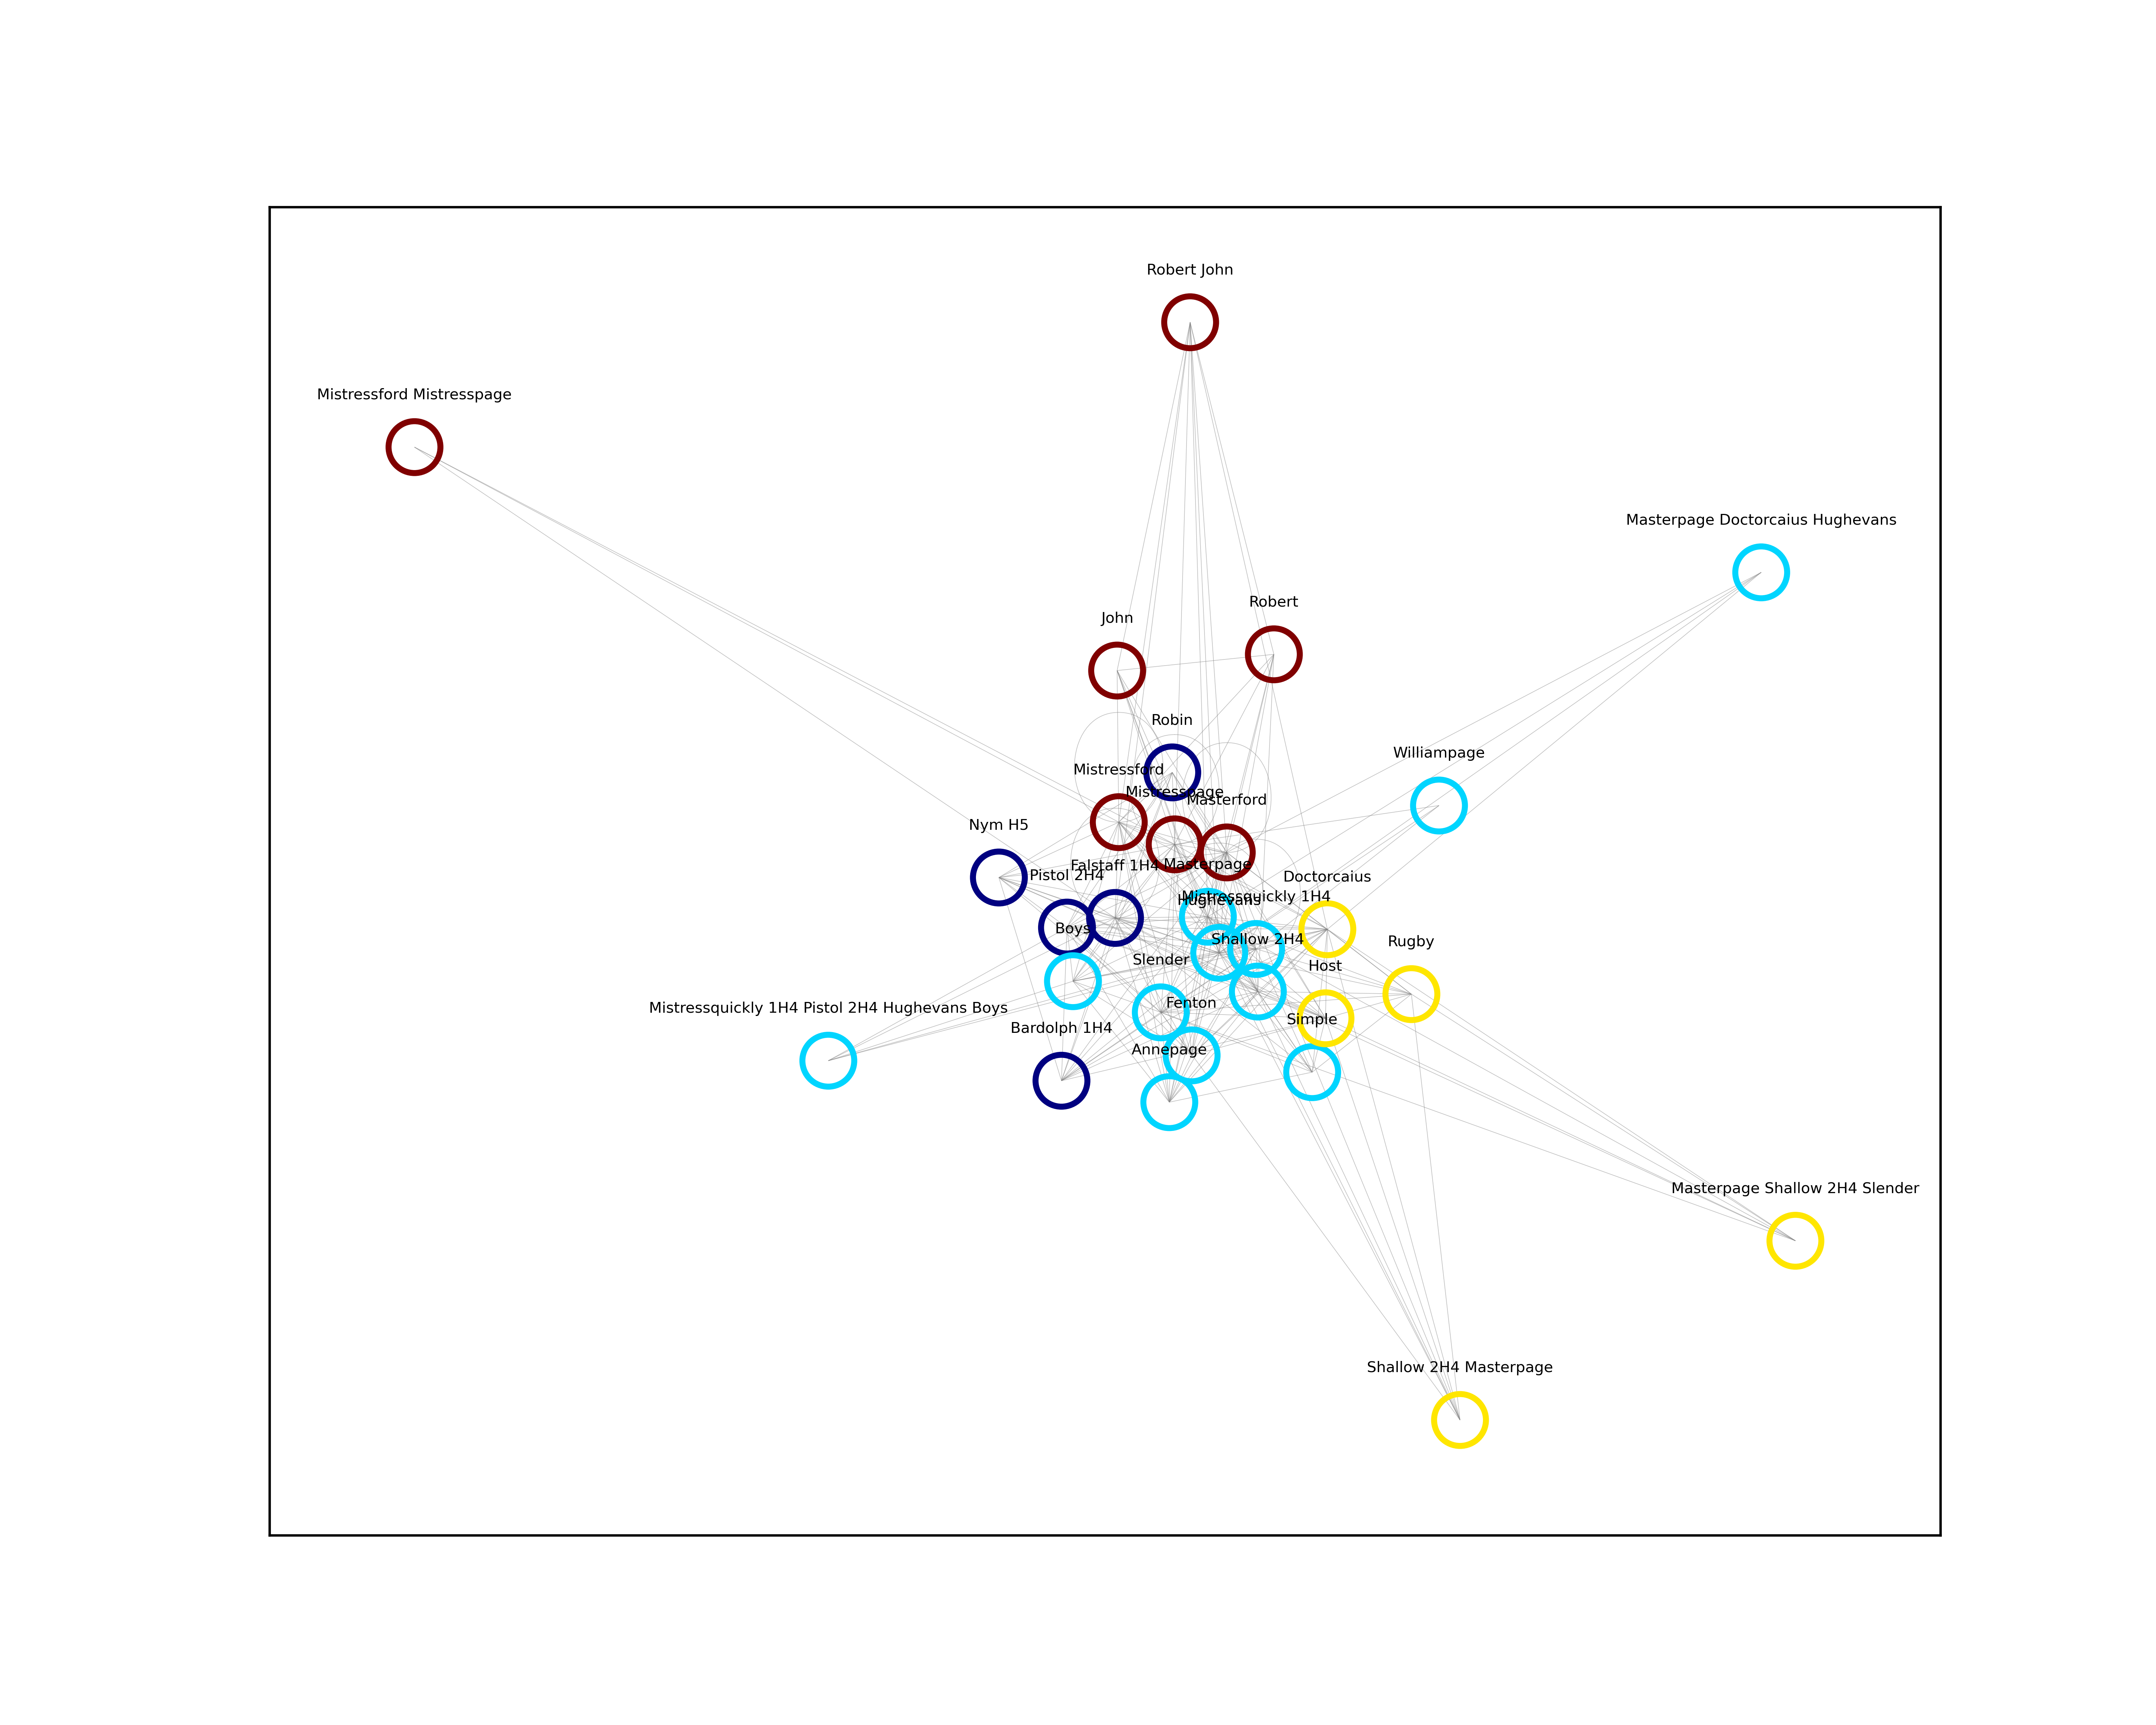 Robert John
Mistressford Mistresspage
Masterpage Doctorcaius Hughevans
Robert
John
Robin
Williampage
Mistressford
Mistresspage
Masterford
Nym H5
Masterpage
Falstaff 1H4
Pistol 2H4
Doctorcaius
Mistressquickly 1H4
Hughevans
Boys
Shallow 2H4
Rugby
Slender
Host
Fenton
Mistressquickly 1H4 Pistol 2H4 Hughevans Boys
Simple
Bardolph 1H4
Annepage
Masterpage Shallow 2H4 Slender
Shallow 2H4 Masterpage